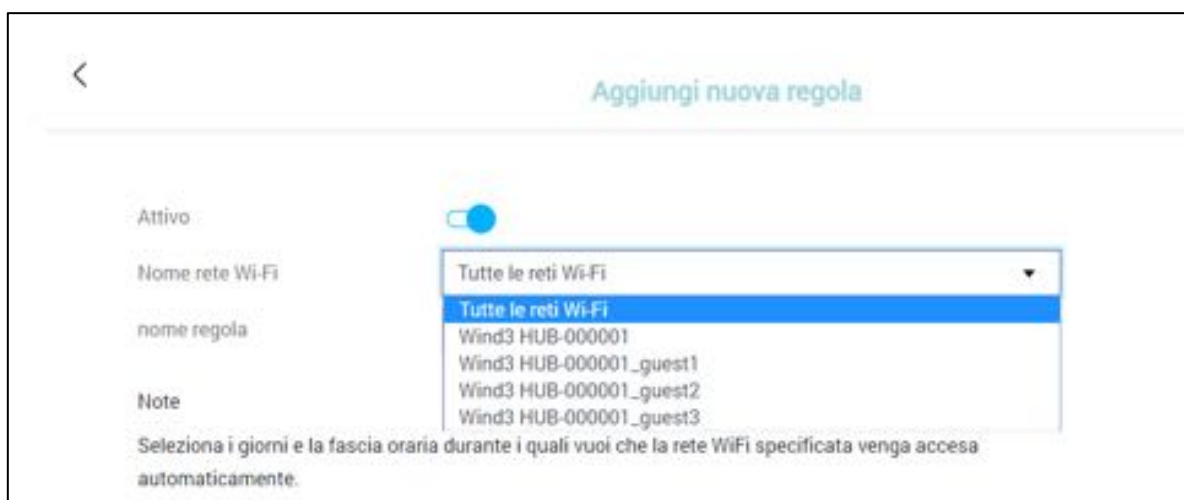 Aggiungi nuova regola
Attivo
Nome rete Wi-Fi
Tutte le reti Wi-Fi
Tutte le reti Wi-Fi
nome regola
Wind3 HUB-000001
Wind3 HUB-000001_guest1
Wind3 HUB-000001_guest2
Wind3 HUB-000001_guest3
Note
Seleziona i giorni e la fascia oraria durante i quali vuoi che la rete WiFi specificata venga accesa
automaticamente.